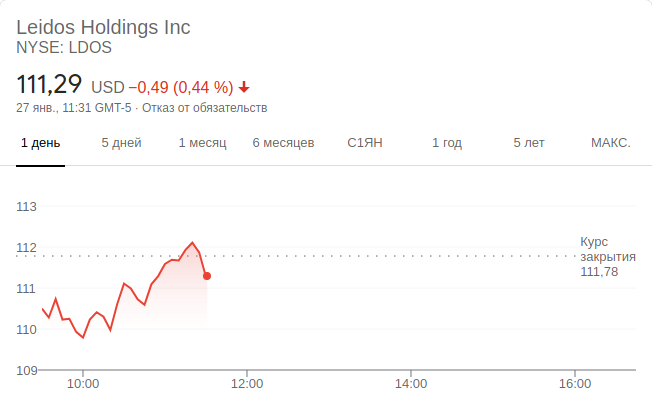 Leidos Holdings Inc
NYSE: LDOS
111,29 USD −0,49 (0,44 %)
27 янв., 11:31 GMT-5 · Отказ от обязательств
1 день 5 дней 1 месяц 6 месяцев С1ЯН 1 год 5 лет МАКС.
113
112
111
110
109
Курс
закрытия
111,78
10:00 12:00 14:00 16:00